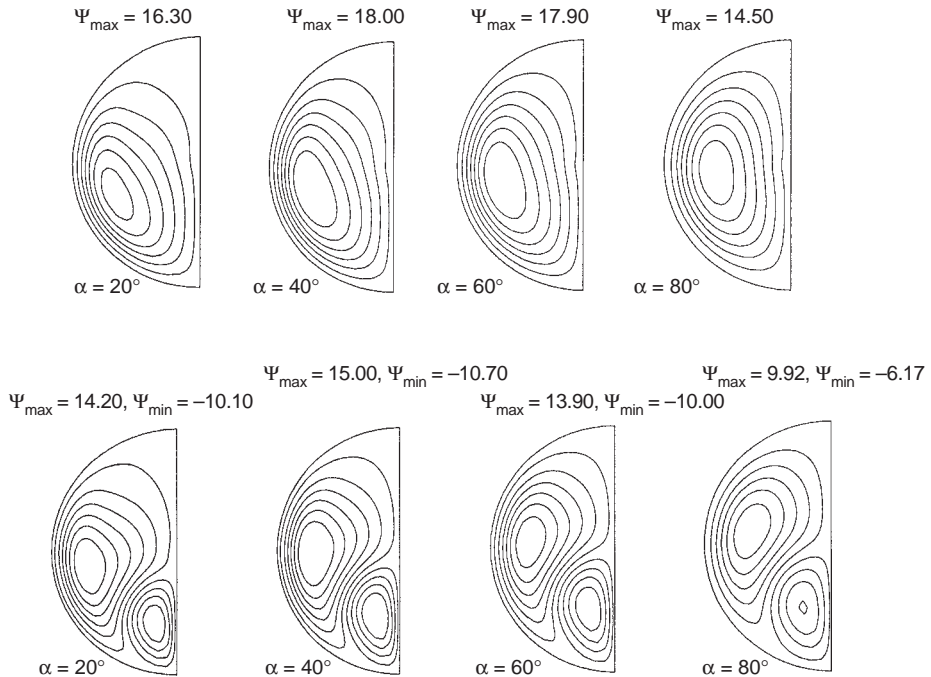 Ψmax = 16.30
Ψmax = 18.00
Ψmax = 17.90
Ψmax = 14.50
α = 20°
α = 40°
α = 60°
α = 80°
Ψmax = 15.00, Ψmin = –10.70
Ψmax = 9.92, Ψmin = –6.17
Ψmax = 14.20, Ψmin = –10.10
Ψmax = 13.90, Ψmin = –10.00
α = 20°
α = 40°
α = 60°
α = 80°